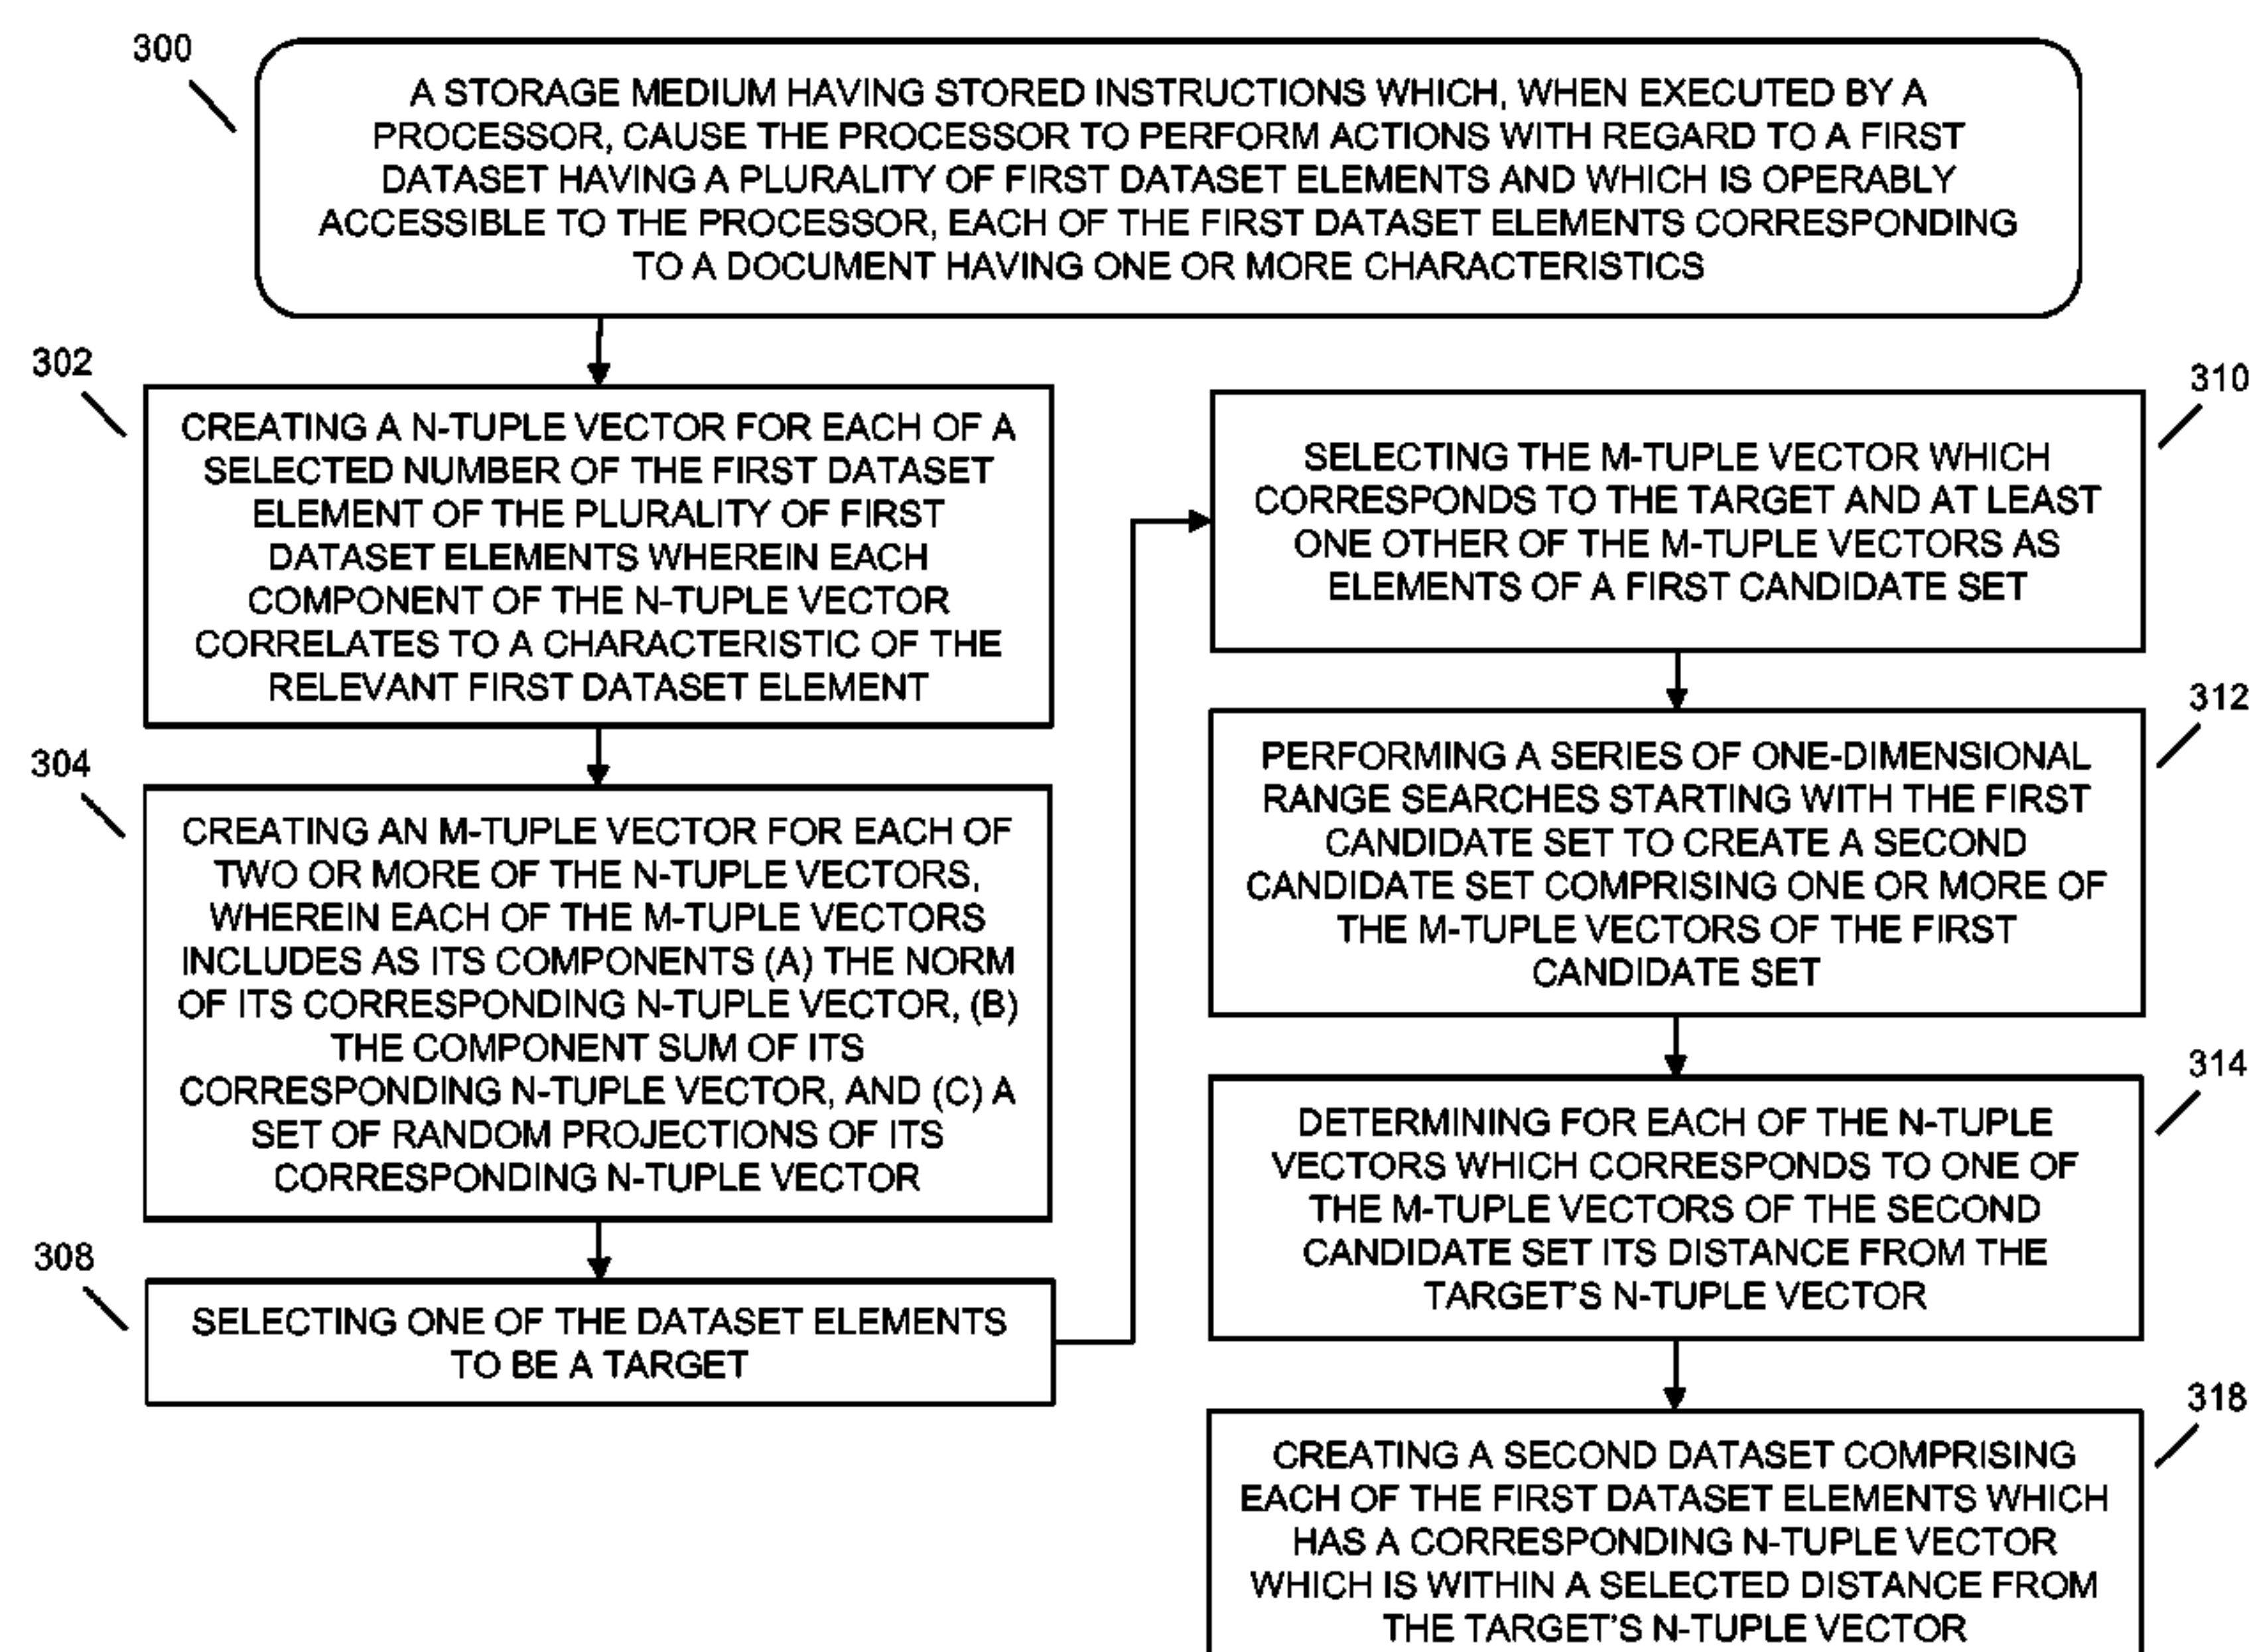 300
A STORAGE MEDIUM HAVING STORED INSTRUCTIONS WHICH, WHEN EXECUTED BY A
PROCESSOR, CAUSE THE PROCESSOR TO PERFORM ACTIONS WITH REGARD TO A FIRST
DATASET HAVING A PLURALITY OF FIRST DATASET ELEMENTS AND WHICH IS OPERABLY
ACCESSIBLE TO THE PROCESSOR, EACH OF THE FIRST DATASET ELEMENTS CORRESPONDING
TO A DOCUMENT HAVING ONE OR MORE CHARACTERISTICS
302
CREATING A N-TUPLE VECTOR FOR EACH OF A
SELECTED NUMBER OF THE FIRST DATASET
ELEMENT OF THE PLURALITY OF FIRST
DATASET ELEMENTS WHEREIN EACH
COMPONENT OF THE N-TUPLE VECTOR
CORRELATES TO A CHARACTERISTIC OF THE
RELEVANT FIRST DATASET ELEMENT
304
CREATING AN M-TUPLE VECTOR FOR EACH OF
TWO OR MORE OF THE N-TUPLE VECTORS,
WHEREIN EACH OF THE M-TUPLE VECTORS
INCLUDES AS ITS COMPONENTS (A) THE NORM
OF ITS CORRESPONDING N-TUPLE VECTOR, (B)
THE COMPONENT SUM OF ITS
CORRESPONDING N-TUPLE VECTOR, AND (C) A
SET OF RANDOM PROJECTIONS OF ITS
CORRESPONDING N-TUPLE VECTOR
308
SELECTING ONE OF THE DATASET ELEMENTS
TO BE A TARGET
310
SELECTING THE M-TUPLE VECTOR WHICH
CORRESPONDS TO THE TARGET AND AT LEAST
ONE OTHER OF THE M-TUPLE VECTORS AS
ELEMENTS OF A FIRST CANDIDATE SET
312
PERFORMING A SERIES OF ONE-DIMENSIONAL
RANGE SEARCHES STARTING WITH THE FIRST
CANDIDATE SET TO CREATE A SECOND
CANDIDATE SET COMPRISING ONE OR MORE OF
THE M-TUPLE VECTORS OF THE FIRST
CANDIDATE SET
314
DETERMINING FOR EACH OF THE N-TUPLE
VECTORS WHICH CORRESPONDS TO ONE OF
THE M-TUPLE VECTORS OF THE SECOND
CANDIDATE SET ITS DISTANCE FROM THE
TARGET'S N-TUPLE VECTOR
318
CREATING A SECOND DATASET COMPRISING
EACH OF THE FIRST DATASET ELEMENTS WHICH
HAS A CORRESPONDING N-TUPLE VECTOR
WHICH IS WITHIN A SELECTED DISTANCE FROM
THE TARGET'S N-TUPLE VECTOR